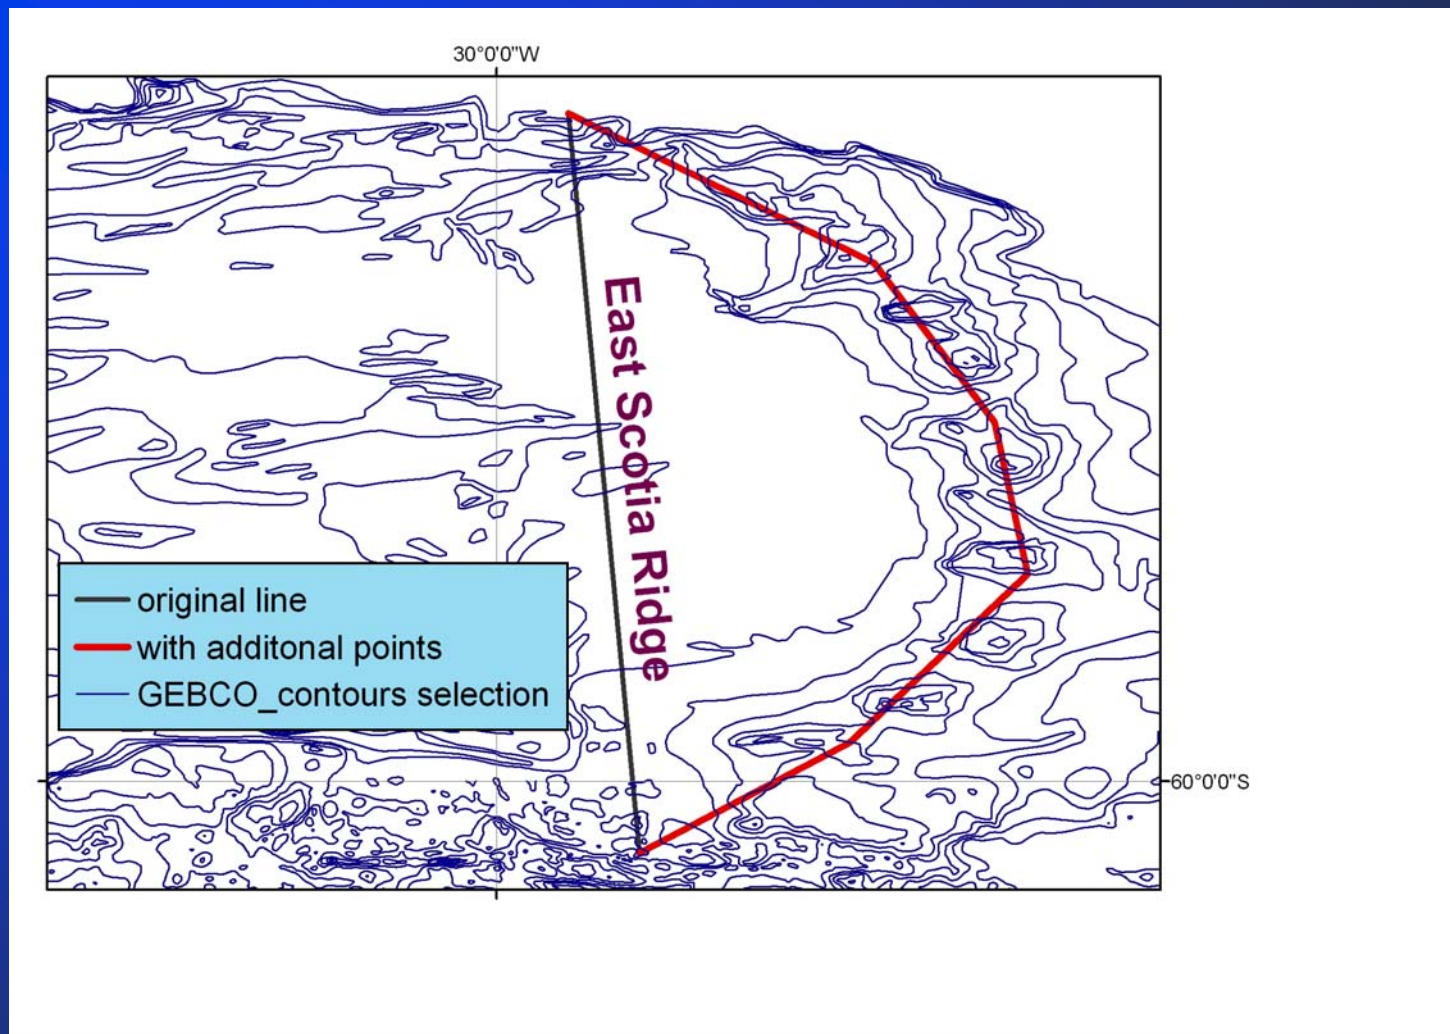 30°0'0"W
East Scotia Ridge
original line
with additonal points
GEBCO_contours selection
60°0'0"S